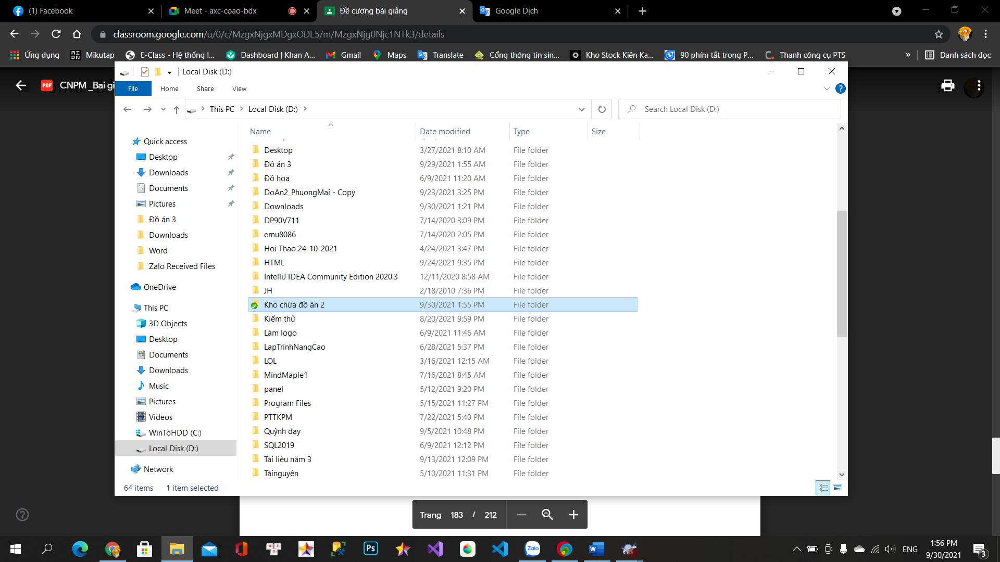 (1) Facebook
Meet - axc-coao-bdx
Đề cương bài giảng
Google Dịch
classroom.google.com/u/0/c/MzgxNjgxMDgxODE5/m/MzgxNjg0Njc1NTk3/details
Ứng dụng
Mikutap
E-Class - Hệ thống l...
Dashboard | Khan A...
Gmail
Maps
Translate
Cổng thông tin sin...
Kho Stock Kiên Ka...
90 phím tắt trong P...
Thanh công cụ PTS
»
Danh sách đọc
PDF
CNPM _Bai gi
Local Disk (D:)
File
Home
Share
View
This PC
Local Disk (D:)
Search Local Disk (D:)
Name
Date modified
Type
Size
Quick access
Desktop
Downloads
Documents
Pictures
Đồ án 3
Downloads
Word
Zalo Received Files
OneDrive
This PC
3D Objects
Desktop
Documents
Downloads
Music
Pictures
Videos
WinToHDD (C:)
Local Disk (D:)
Network
Desktop 3/27/2021 8:10 AM File folder
Đồ án 3 9/29/2021 1:55 AM File folder
Đồ hoạ 6/9/2021 11:20 AM File folder
DoAn2_PhuongMai - Copy 9/23/2021 3:25 PM File folder
Downloads 9/30/2021 1:21 PM File folder
DP90V711 7/14/2020 3:09 PM File folder
emu8086 7/14/2020 2:05 PM File folder
Hoi Thao 24-10-2021 4/24/2021 3:47 PM File folder
HTML 9/24/2021 9:35 PM File folder
IntelliJ IDEA Community Edition 2020.3 12/11/2020 8:58 AM File folder
JH 2/18/2010 7:36 PM File folder
Kho chứa đồ án 2 9/30/2021 1:55 PM File folder
Kiểm thử 8/20/2021 9:59 PM File folder
Làm logo 6/9/2021 11:46 AM File folder
LapTrinhNangCao 6/28/2021 5:37 PM File folder
LOL 3/16/2021 12:15 AM File folder
MindMaple1 7/16/2021 8:45 AM File folder
panel 5/12/2021 9:20 PM File folder
Program Files 5/15/2021 11:27 PM File folder
PTTKPM 7/22/2021 5:40 PM File folder
Quỳnh dạy 9/5/2021 10:48 PM File folder
SQL2019 6/9/2021 12:12 PM File folder
Tài liệu năm 3 9/13/2021 12:09 PM File folder
Tàinguyên 5/10/2021 11:31 PM File folder
64 items
1 item selected
Trang 183 / 212
Ps
Zalo
ENG
1:56 PM
9/30/2021
3